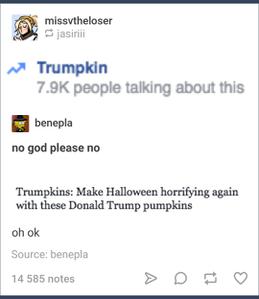 missvtheloser
jasiriii
Trumpkin
7.9K people talking about this
benepla
no god please no
Trumpkins: Make Halloween horrifying again
with these Donald Trump pumpkins
oh ok
Source: benepla
14 585 notes